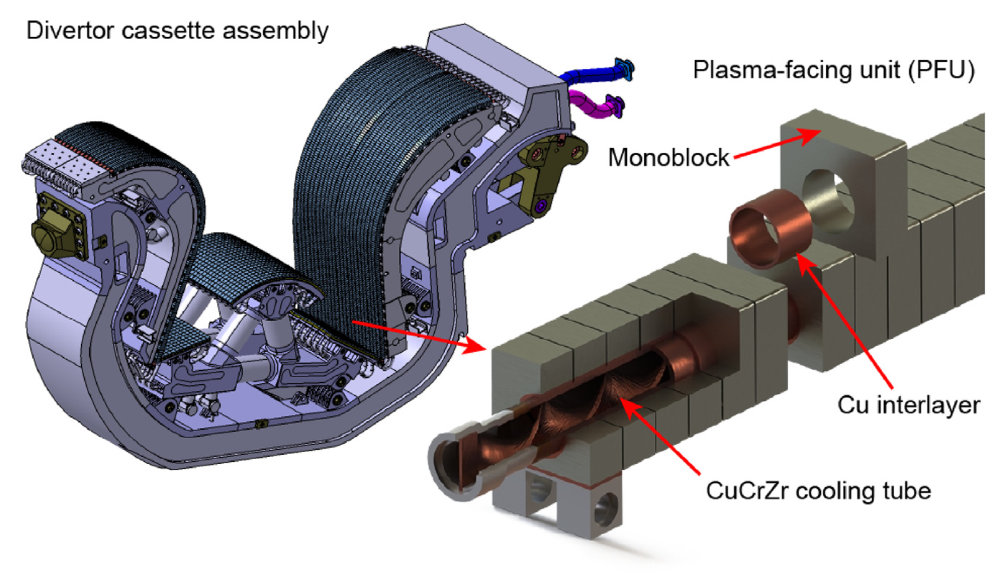 Divertor cassette assembly
Plasma-facing unit (PFU)
Monoblock
Cu interlayer
CuCrZr cooling tube